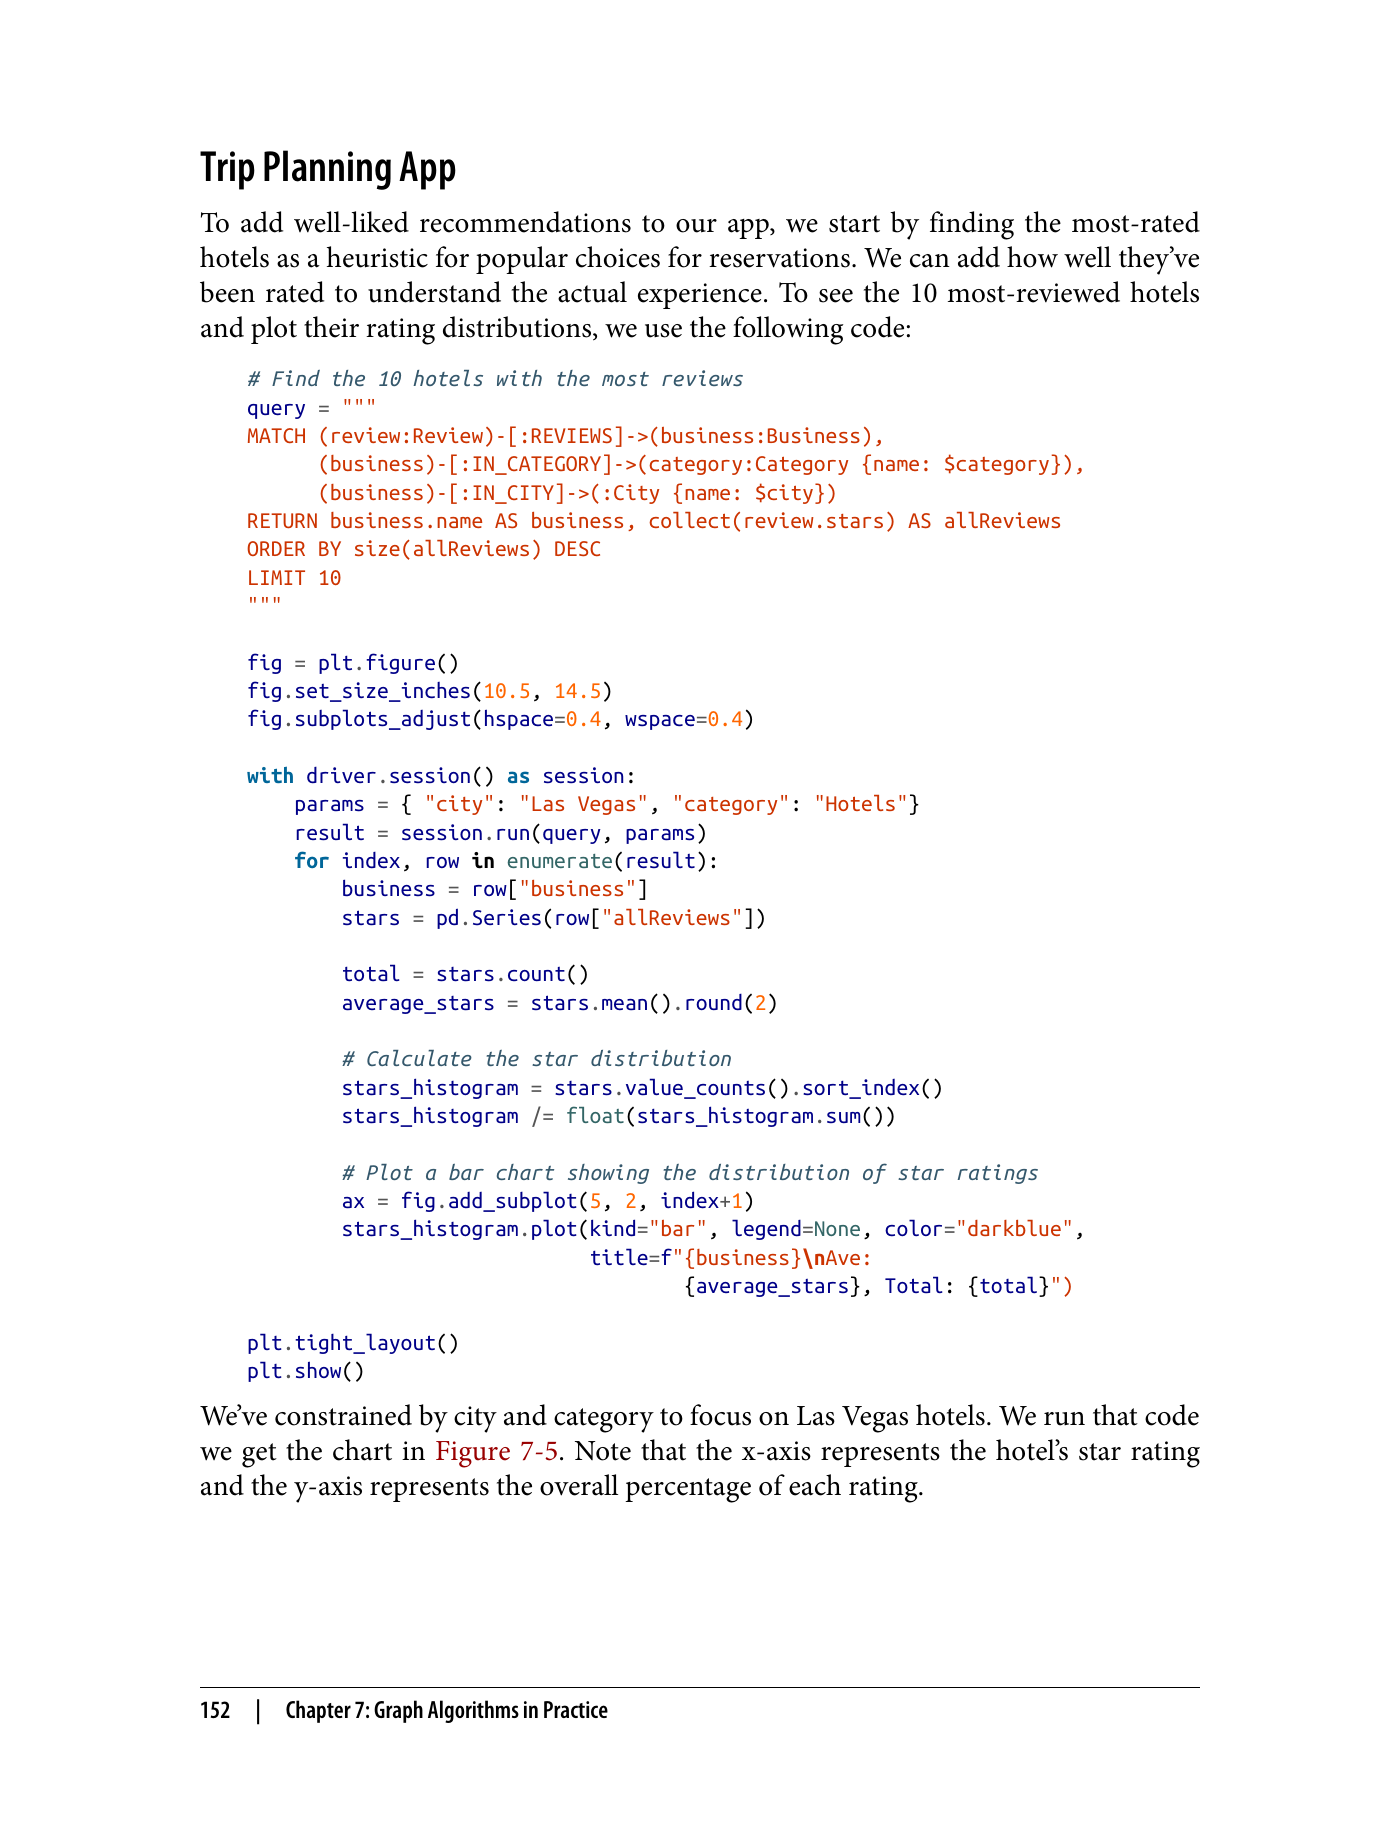 Trip Planning App
To add well-liked recommendations to our app, we start by finding the most-rated
hotels as a heuristic for popular choices for reservations. We can add how well they’ve
been rated to understand the actual experience. To see the 10 most-reviewed hotels
and plot their rating distributions, we use the following code:
# Find the 10 hotels with the most reviews
query = """
MATCH (review:Review)-[:REVIEWS]->(business:Business),
      (business)-[:IN_CATEGORY]->(category:Category {name: $category}),
      (business)-[:IN_CITY]->(:City {name: $city})
RETURN business.name AS business, collect(review.stars) AS allReviews
ORDER BY size(allReviews) DESC
LIMIT 10
"""
fig = plt.figure()
fig.set_size_inches(10.5, 14.5)
fig.subplots_adjust(hspace=0.4, wspace=0.4)
with driver.session() as session:
    params = { "city": "Las Vegas", "category": "Hotels"}
    result = session.run(query, params)
    for index, row in enumerate(result):
        business = row["business"]
        stars = pd.Series(row["allReviews"])
        total = stars.count()
        average_stars = stars.mean().round(2)
        # Calculate the star distribution
        stars_histogram = stars.value_counts().sort_index()
        stars_histogram /= float(stars_histogram.sum())
        # Plot a bar chart showing the distribution of star ratings
        ax = fig.add_subplot(5, 2, index+1)
        stars_histogram.plot(kind="bar", legend=None, color="darkblue",
                             title=f"{business}\nAve:
                                     {average_stars}, Total: {total}")
plt.tight_layout()
plt.show()
We’ve constrained by city and category to focus on Las Vegas hotels. We run that code
we get the chart in Figure 7-5. Note that the x-axis represents the hotel’s star rating
and the y-axis represents the overall percentage of each rating.
152 | Chapter 7: Graph Algorithms in Practice